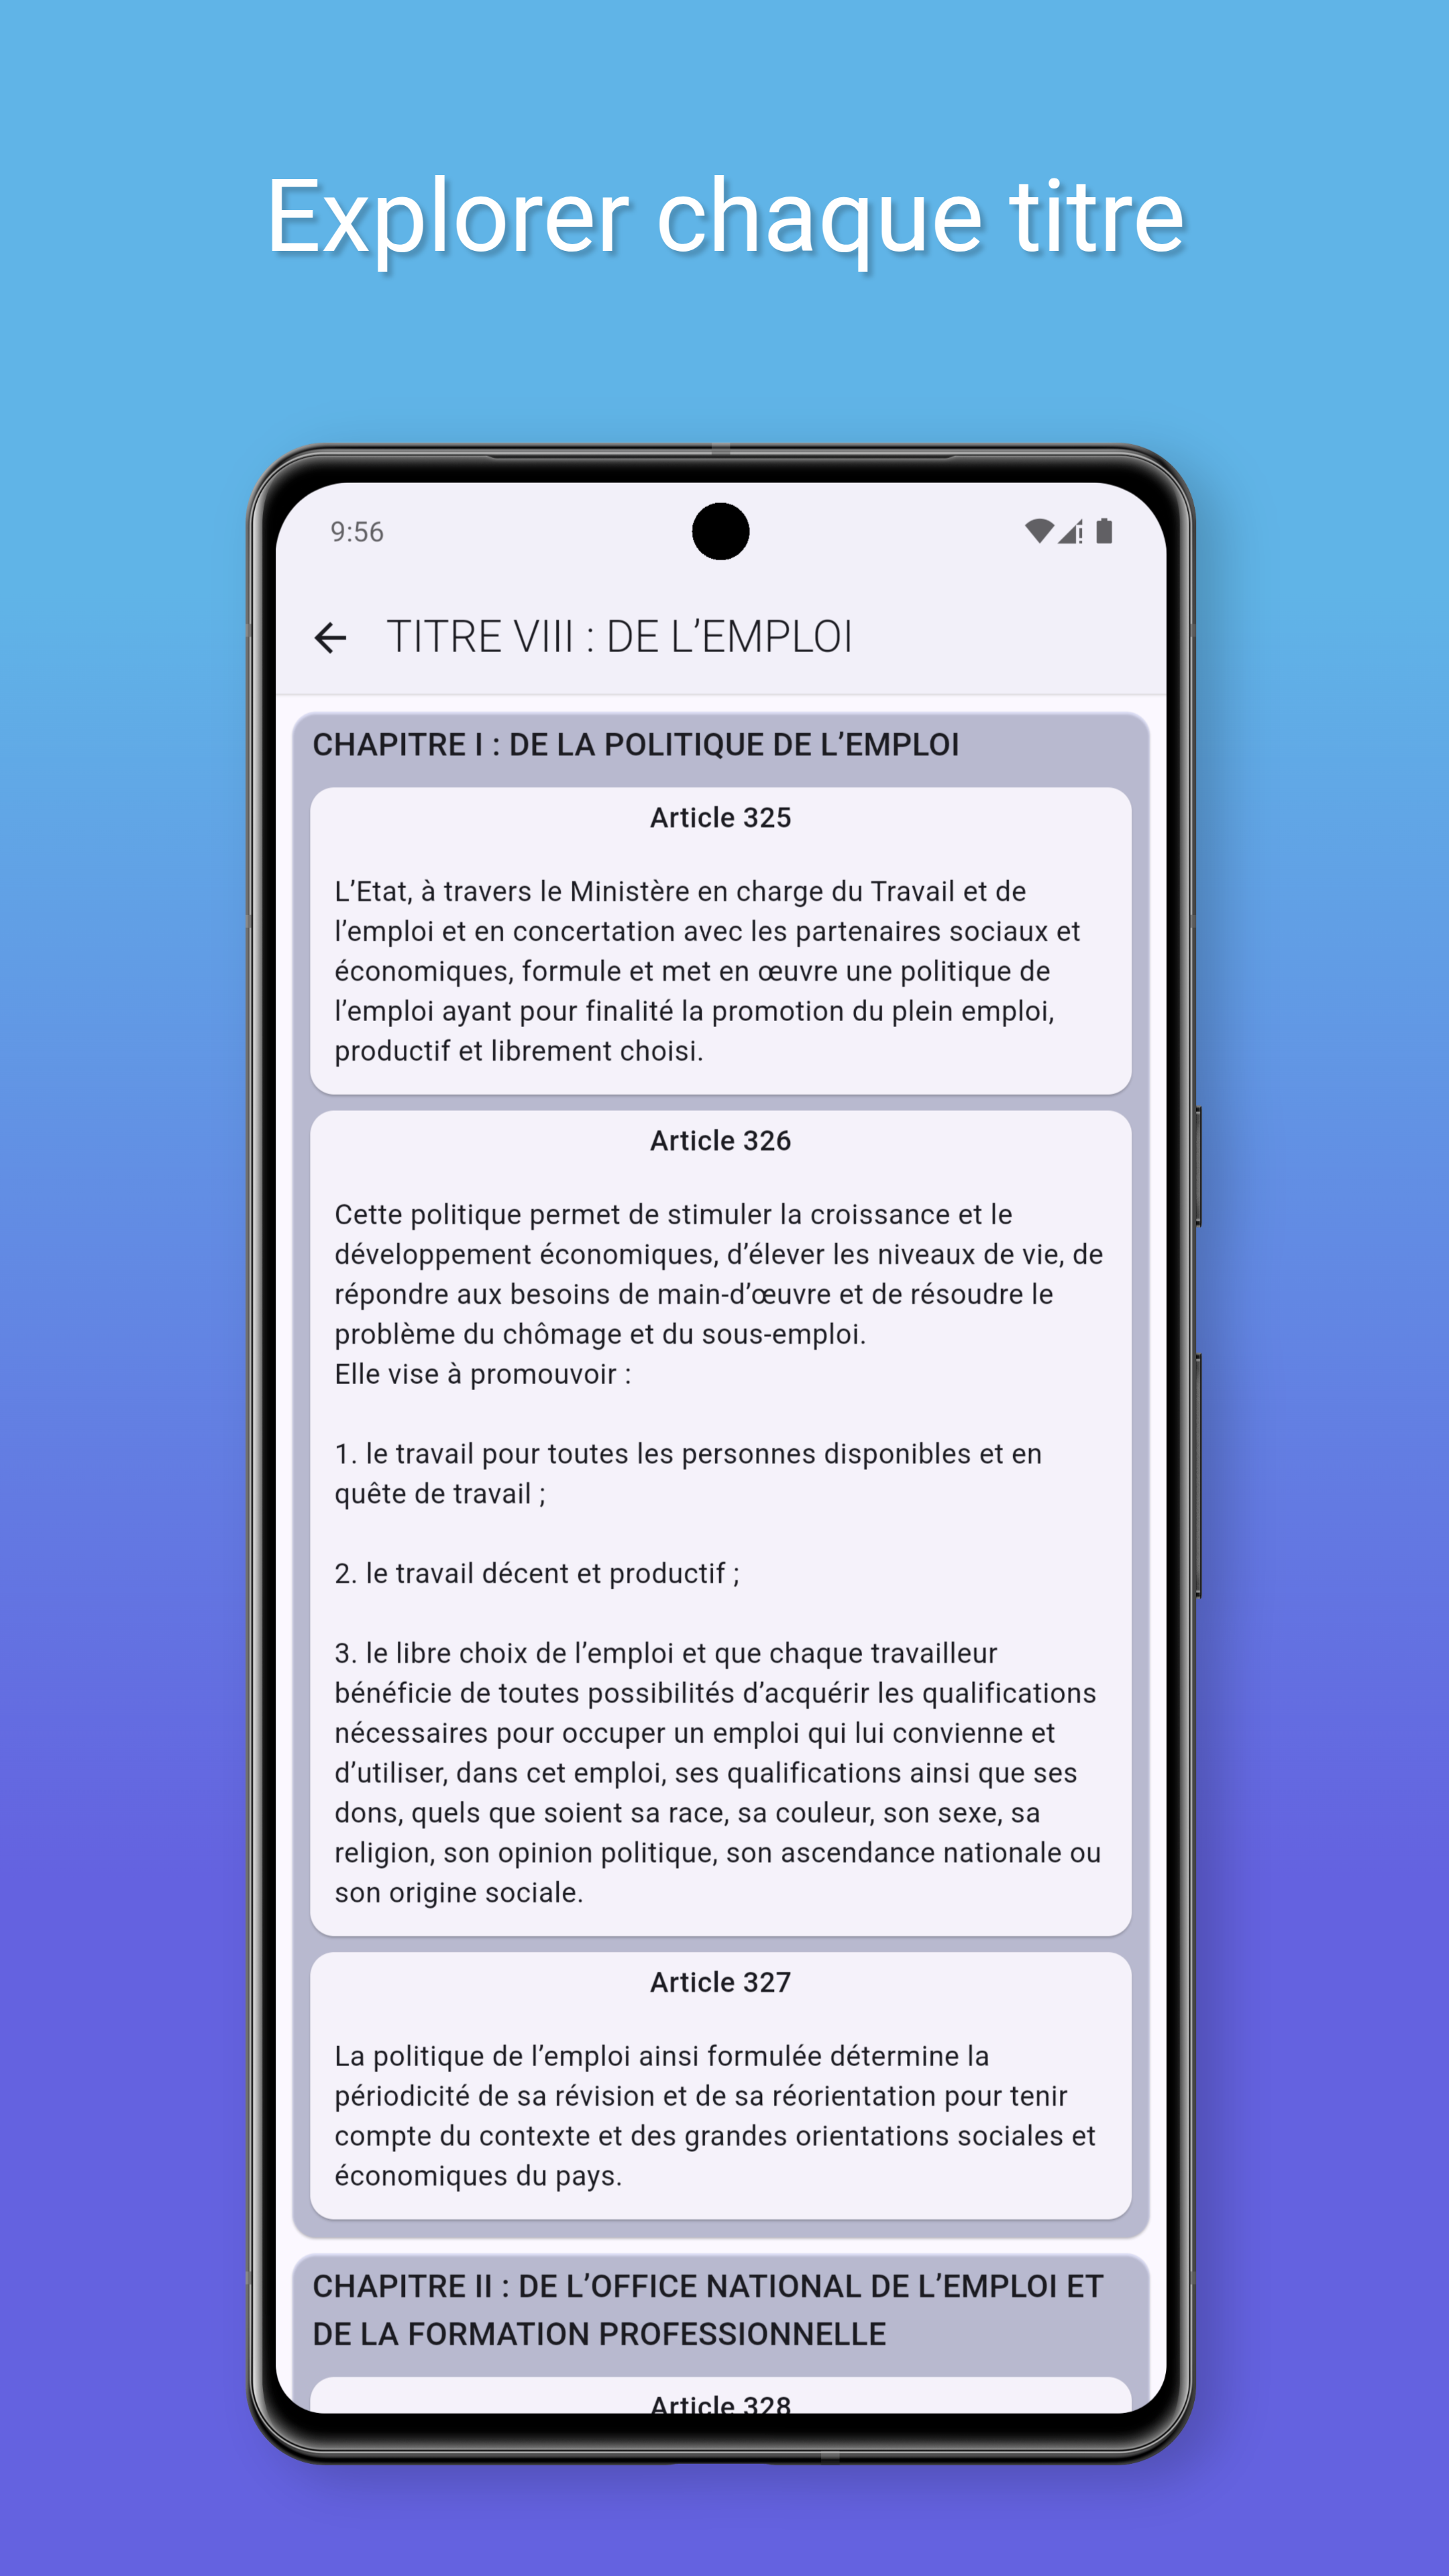 Explorer chaque titre
9:56
TITRE VIII : DE L’EMPLOI
CHAPITRE I : DE LA POLITIQUE DE L’EMPLOI
Article 325
L’Etat, à travers le Ministère en charge du Travail et de
l’emploi et en concertation avec les partenaires sociaux et
économiques, formule et met en œuvre une politique de
l’emploi ayant pour finalité la promotion du plein emploi,
productif et librement choisi.
Article 326
Cette politique permet de stimuler la croissance et le
développement économiques, d’élever les niveaux de vie, de
répondre aux besoins de main-d’œuvre et de résoudre le
problème du chômage et du sous-emploi.
Elle vise à promouvoir :
1. le travail pour toutes les personnes disponibles et en
quête de travail ;
2. le travail décent et productif ;
3. le libre choix de l’emploi et que chaque travailleur
bénéficie de toutes possibilités d’acquérir les qualifications
nécessaires pour occuper un emploi qui lui convienne et
d’utiliser, dans cet emploi, ses qualifications ainsi que ses
dons, quels que soient sa race, sa couleur, son sexe, sa
religion, son opinion politique, son ascendance nationale ou
son origine sociale.
Article 327
La politique de l’emploi ainsi formulée détermine la
périodicité de sa révision et de sa réorientation pour tenir
compte du contexte et des grandes orientations sociales et
économiques du pays.
CHAPITRE II : DE L’OFFICE NATIONAL DE L’EMPLOI ET
DE LA FORMATION PROFESSIONNELLE
Article 328